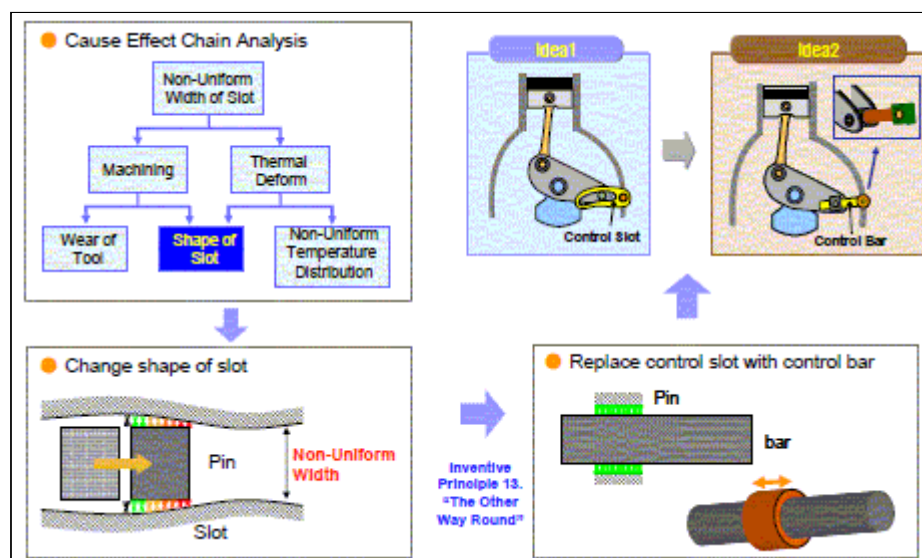 Cause Effect Chain Analysis
Non-Uniform
Width of Slot
Machining
Thermal
Deform
Wear of
Tool
Shape of
Slot
Non-Uniform
Temperature
Distribution
Idea1
Control Slot
Idea2
Control Bar
Change shape of slot
Pin
Non-Uniform
Width
Slot
Inventive
Principle 13.
“The Other
Way Round”
Replace control slot with control bar
Pin
bar